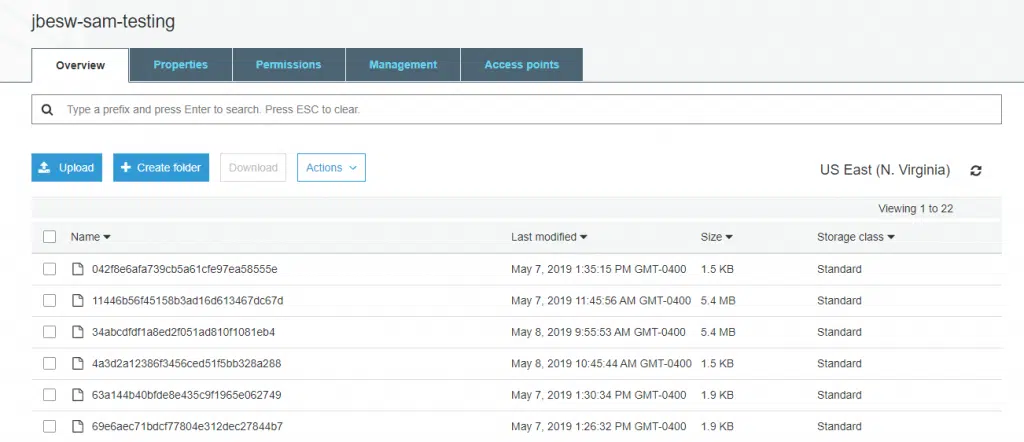 jbesw-sam-testing
Overview Properties Permissions Management Access points
Type a prefix and press Enter to search. Press ESC to clear.
Upload Create folder Download Actions US East (N. Virginia)
Viewing 1 to 22
Name Last modified Size Storage class
042f8e6afa739cb5a61cfe97ea58555e May 7, 2019 1:35:15 PM GMT-0400 1.5 KB Standard
11446b56f45158b3ad16d613467dc67d May 7, 2019 11:45:56 AM GMT-0400 5.4 MB Standard
34abcdfdf1a8ed2f051ad810f1081eb4 May 8, 2019 9:55:53 AM GMT-0400 5.4 MB Standard
4a3d2a12386f3456ced51f5bb328a288 May 8, 2019 10:45:44 AM GMT-0400 1.5 KB Standard
63a144b40bfde8e435c9f1965e062749 May 7, 2019 1:30:34 PM GMT-0400 1.9 KB Standard
69e6aec71bdcf77804e312dec27844b7 May 7, 2019 1:26:32 PM GMT-0400 1.9 KB Standard